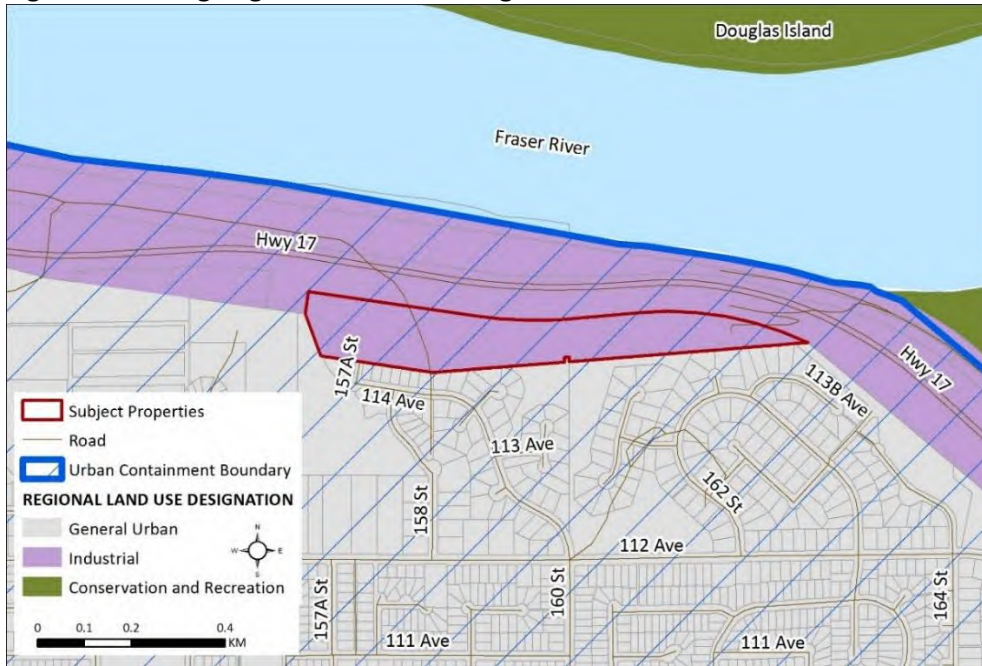 Douglas Island
Fraser River
Hwy 17
Hwy 17
157A St
114 Ave
113 Ave
113B Ave
162 St
158 St
112 Ave
157A St
160 St
164 St
111 Ave
111 Ave
Subject Properties
Road
Urban Containment Boundary
REGIONAL LAND USE DESIGNATION
General Urban
Industrial
Conservation and Recreation
N
W E
S
0 0.1 0.2 0.4
KM